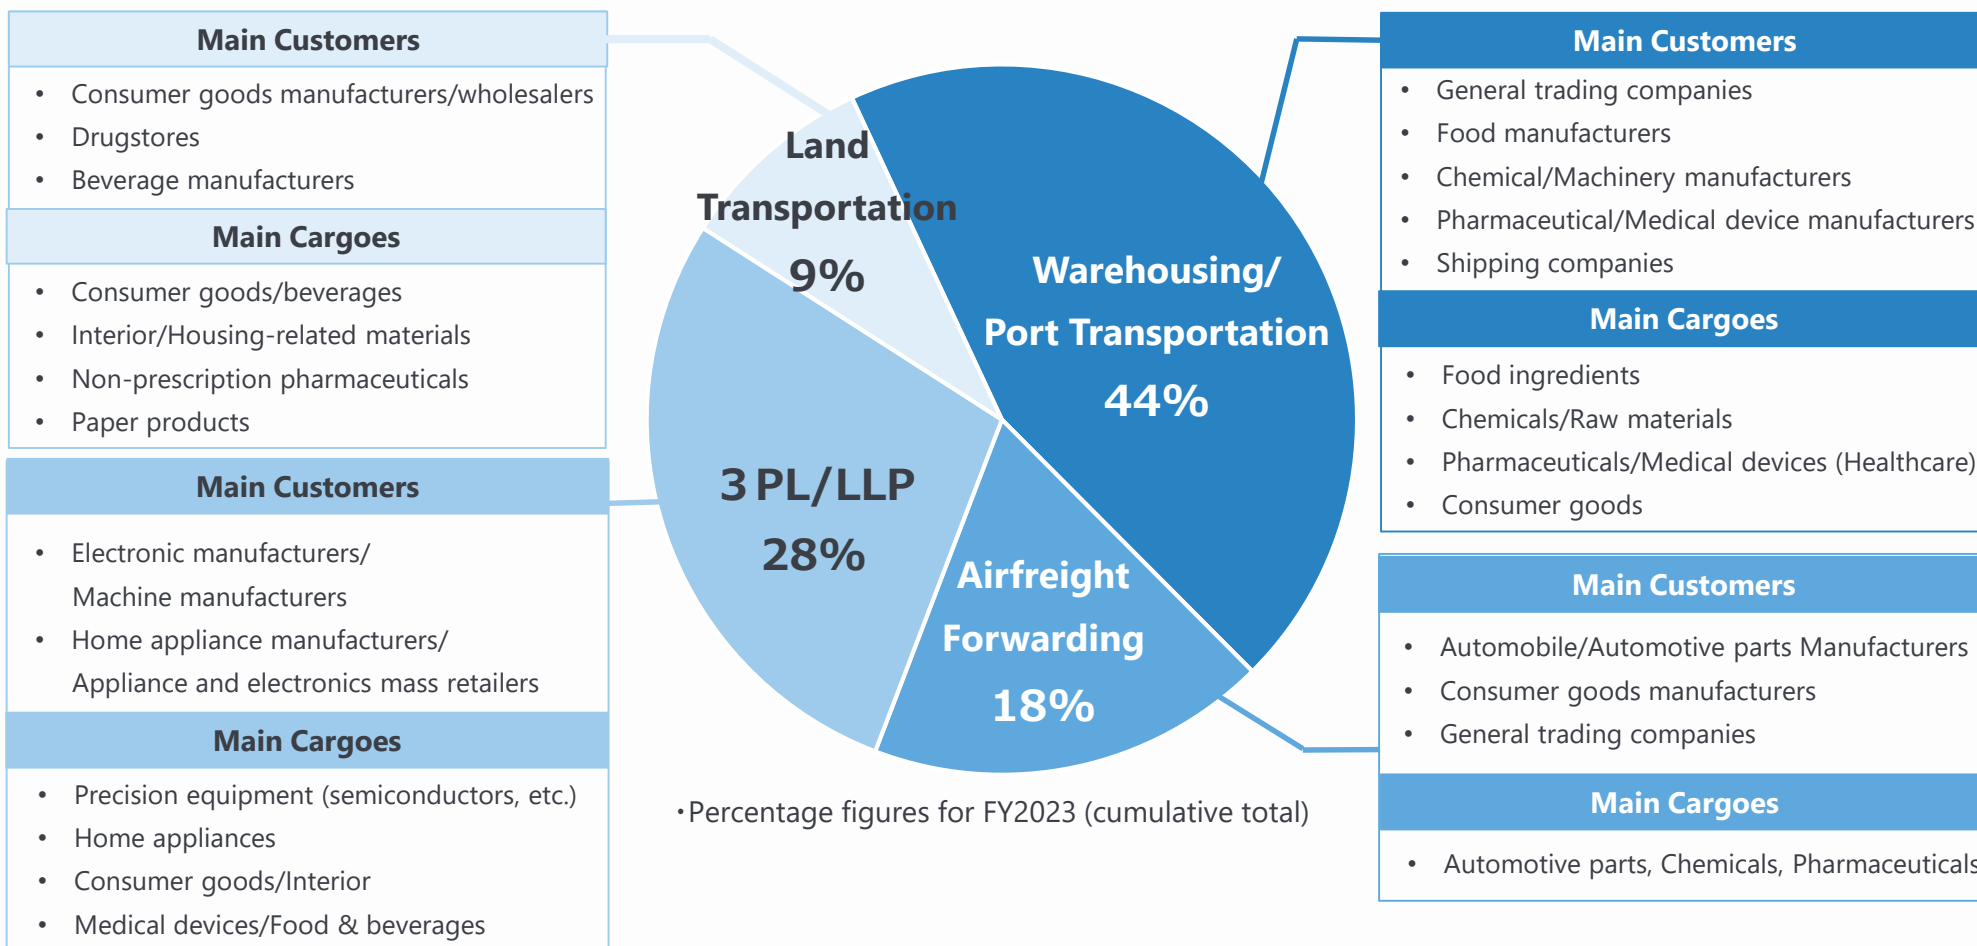 Main Customers
• Consumer goods manufacturers/wholesalers
• Drugstores
• Beverage manufacturers
Main Cargoes
• Consumer goods/beverages
• Interior/Housing-related materials
• Non-prescription pharmaceuticals
• Paper products
Main Customers
• Electronic manufacturers/
Machine manufacturers
• Home appliance manufacturers/
Appliance and electronics mass retailers
Main Cargoes
• Precision equipment (semiconductors, etc.)
• Home appliances
• Consumer goods/Interior
• Medical devices/Food & beverages
Land
Transportation
9%
Warehousing/
Port Transportation
44%
3 PL/LLP
28%
Airfreight
Forwarding
18%
・Percentage figures for FY2023 (cumulative total)
Main Customers
• General trading companies
• Food manufacturers
• Chemical/Machinery manufacturers
• Pharmaceutical/Medical device manufacturers
• Shipping companies
Main Cargoes
• Food ingredients
• Chemicals/Raw materials
• Pharmaceuticals/Medical devices (Healthcare)
• Consumer goods
Main Customers
• Automobile/Automotive parts Manufacturers
• Consumer goods manufacturers
• General trading companies
Main Cargoes
• Automotive parts, Chemicals, Pharmaceuticals